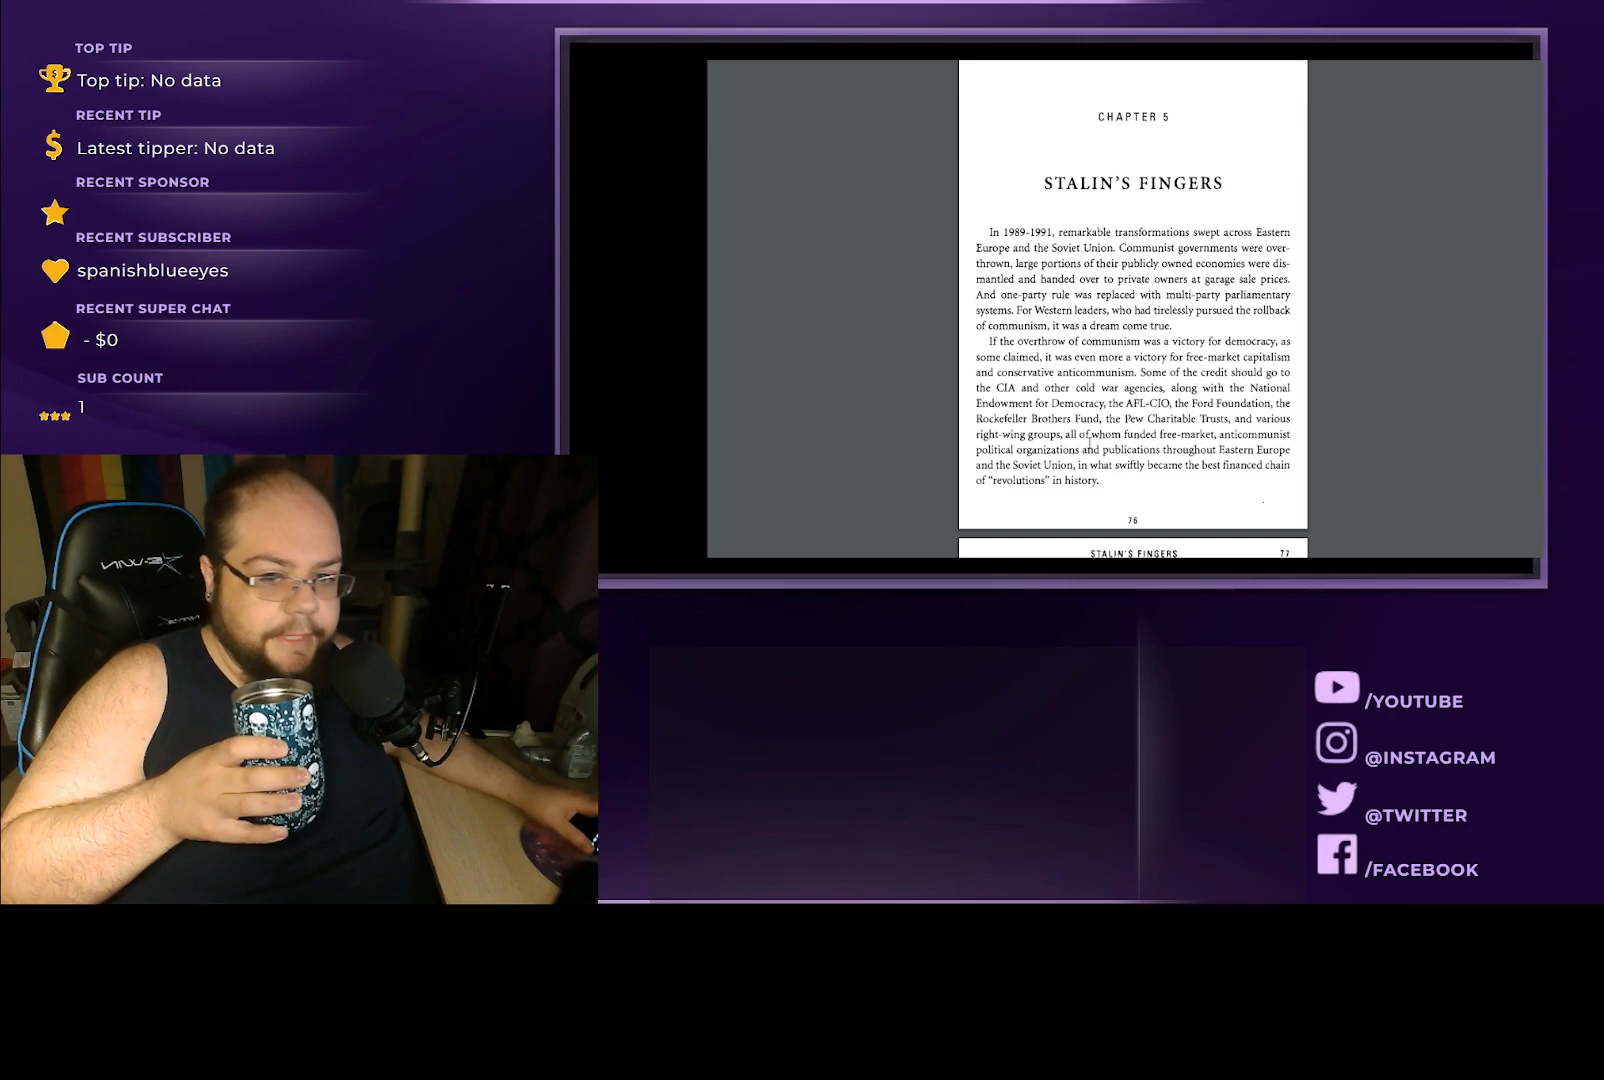 TOP TIP
Top tip: No data
RECENT TIP
Latest tipper: No data
RECENT SPONSOR
RECENT SUBSCRIBER
spanishblueeyes
RECENT SUPER CHAT
- $0
SUB COUNT
1
CHAPTER 5
STALIN'S FINGERS
In 1989-1991, remarkable transformations swept across Eastern
Europe and the Soviet Union. Communist governments were over-
thrown, large portions of their publicly owned economies were dis-
mantled and handed over to private owners at garage sale prices.
And one-party rule was replaced with multi-party parliamentary
systems. For Western leaders, who had tirelessly pursued the rollback
of communism, it was a dream come true.
If the overthrow of communism was a victory for democracy, as
some claimed, it was even more a victory for free-market capitalism
and conservative anticommunism. Some of the credit should go to
the CIA and other cold war agencies, along with the National
Endowment for Democracy, the AFL-CIO, the Ford Foundation, the
Rockefeller Brothers Fund, the Pew Charitable Trusts, and various
right-wing groups, all of whom funded free-market, anticommunist
political organizations and publications throughout Eastern Europe
and the Soviet Union, in what swiftly became the best financed chain
of “revolutions” in history.
76
STALIN'S FINGERS 77
/YOUTUBE
@INSTAGRAM
@TWITTER
/FACEBOOK